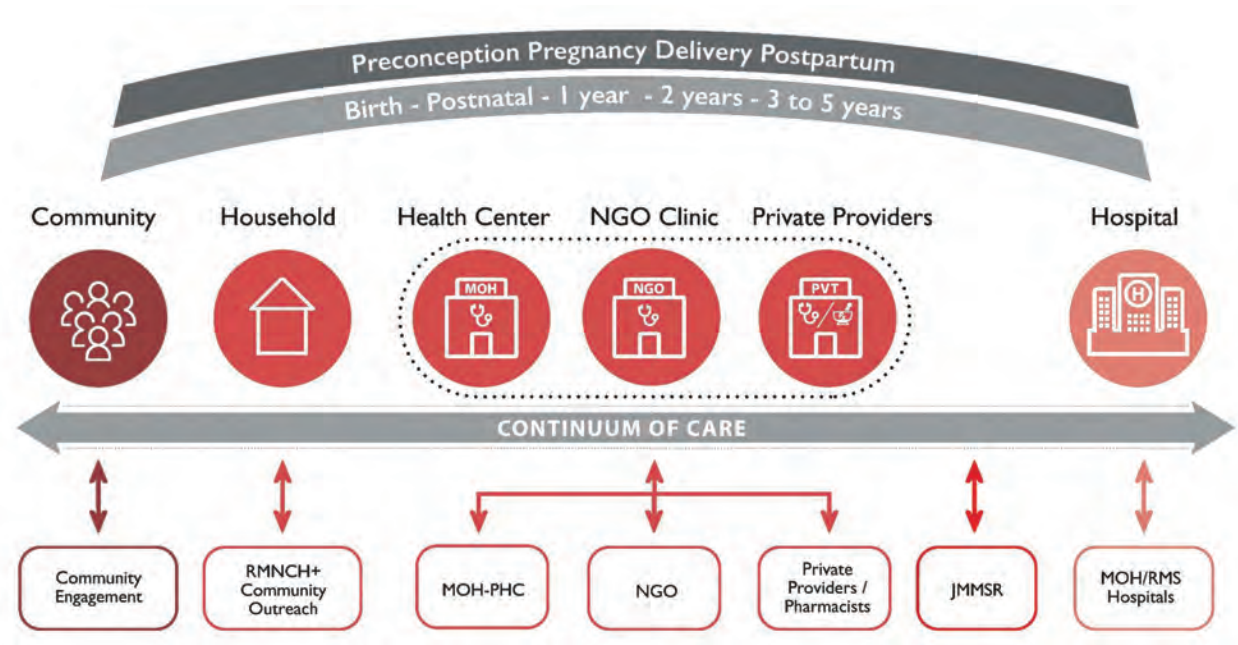 Preconception Pregnancy Delivery Postpartum
Birth - Postnatal - 1 year - 2 years - 3 to 5 years
Community
Household
Health Center
NGO Clinic
Private Providers
Hospital
MOH
NGO
PVT
H
CONTINUUM OF CARE
Community
Engagement
RMNCH+
Community
Outreach
MOH-PHC
NGO
Private
Providers /
Pharmacists
JMMSR
MOH/RMS
Hospitals